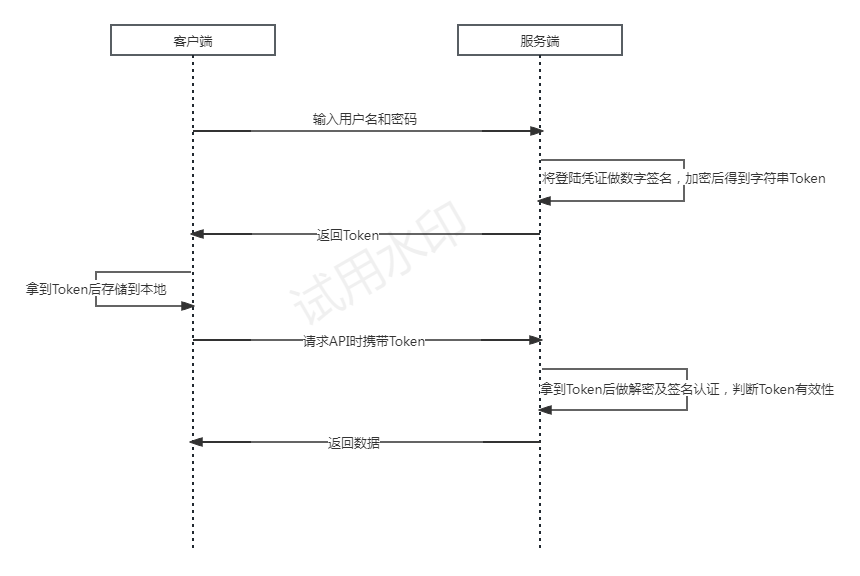 客户端
服务端
输入用户名和密码
将登陆凭证做数字签名，加密后得到字符串Token
返回Token
试用水印
拿到Token后存储到本地
请求API时携带Token
拿到Token后做解密及签名认证，判断Token有效性
返回数据